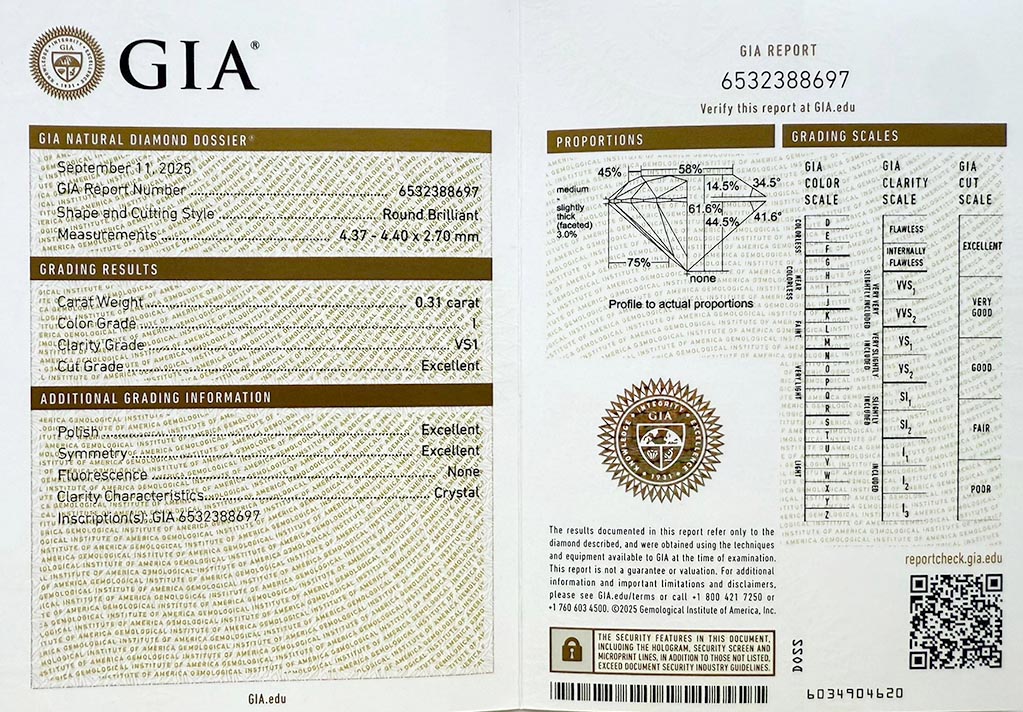 GIA®
GIA NATURAL DIAMOND DOSSIER®
September 11, 2025
GIA Report Number 6532388697
Shape and Cutting Style Round Brilliant
Measurements 4.37 - 4.40 x 2.70 mm
GRADING RESULTS
Carat Weight 0.31 carat
Color Grade I
Clarity Grade VS1
Cut Grade Excellent
ADDITIONAL GRADING INFORMATION
Polish Excellent
Symmetry Excellent
Fluorescence None
Clarity Characteristics Crystal
Inscription(s): GIA 6532388697
GIA.edu
GIA REPORT
6532388697
Verify this report at GIA.edu
PROPORTIONS
45%
58%
14.5%
34.5°
medium
-
slightly
thick
(faceted)
3.0%
61.6%
44.5%
41.6°
75%
none
Profile to actual proportions
GIA
The results documented in this report refer only to the
diamond described, and were obtained using the techniques
and equipment available to GIA at the time of examination.
This report is not a guarantee or valuation. For additional
information and important limitations and disclaimers,
please see GIA.edu/terms or call +1 800 421 7250 or
+1 760 603 4500. ©2025 Gemological Institute of America, Inc.
THE SECURITY FEATURES IN THIS DOCUMENT,
INCLUDING THE HOLOGRAM, SECURITY SCREEN AND
MICROPRINT LINES, IN ADDITION TO THOSE NOT LISTED,
EXCEED DOCUMENT SECURITY INDUSTRY GUIDELINES.
GRADING SCALES
GIA
COLOR
SCALE
COLORLESS
D
E
F
NEAR
COLORLESS
G
H
I
J
FAINT
K
L
M
VERY LIGHT
N
O
P
Q
R
LIGHT
S
T
U
V
W
X
Y
Z
GIA
CLARITY
SCALE
FLAWLESS
INTERNALLY
FLAWLESS
VERY VERY
SLIGHTLY INCLUDED
VVS1
VVS2
VERY SLIGHTLY
INCLUDED
VS1
VS2
SLIGHTLY
INCLUDED
SI1
SI2
INCLUDED
I1
I2
I3
GIA
CUT
SCALE
EXCELLENT
VERY
GOOD
GOOD
FAIR
POOR
reportcheck.gia.edu
D022
6034904620